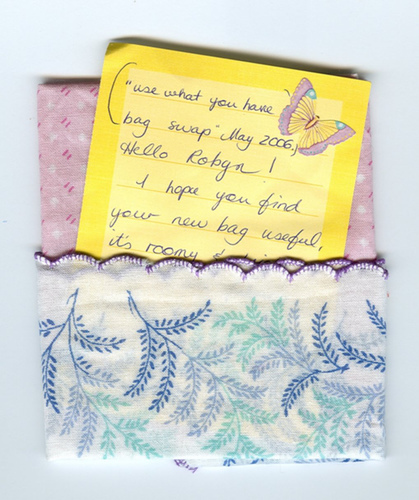 ("use what you have)
bag swap" May 2006,
Hello Robyn!
I hope you find
your new bag useful,
it's roomy